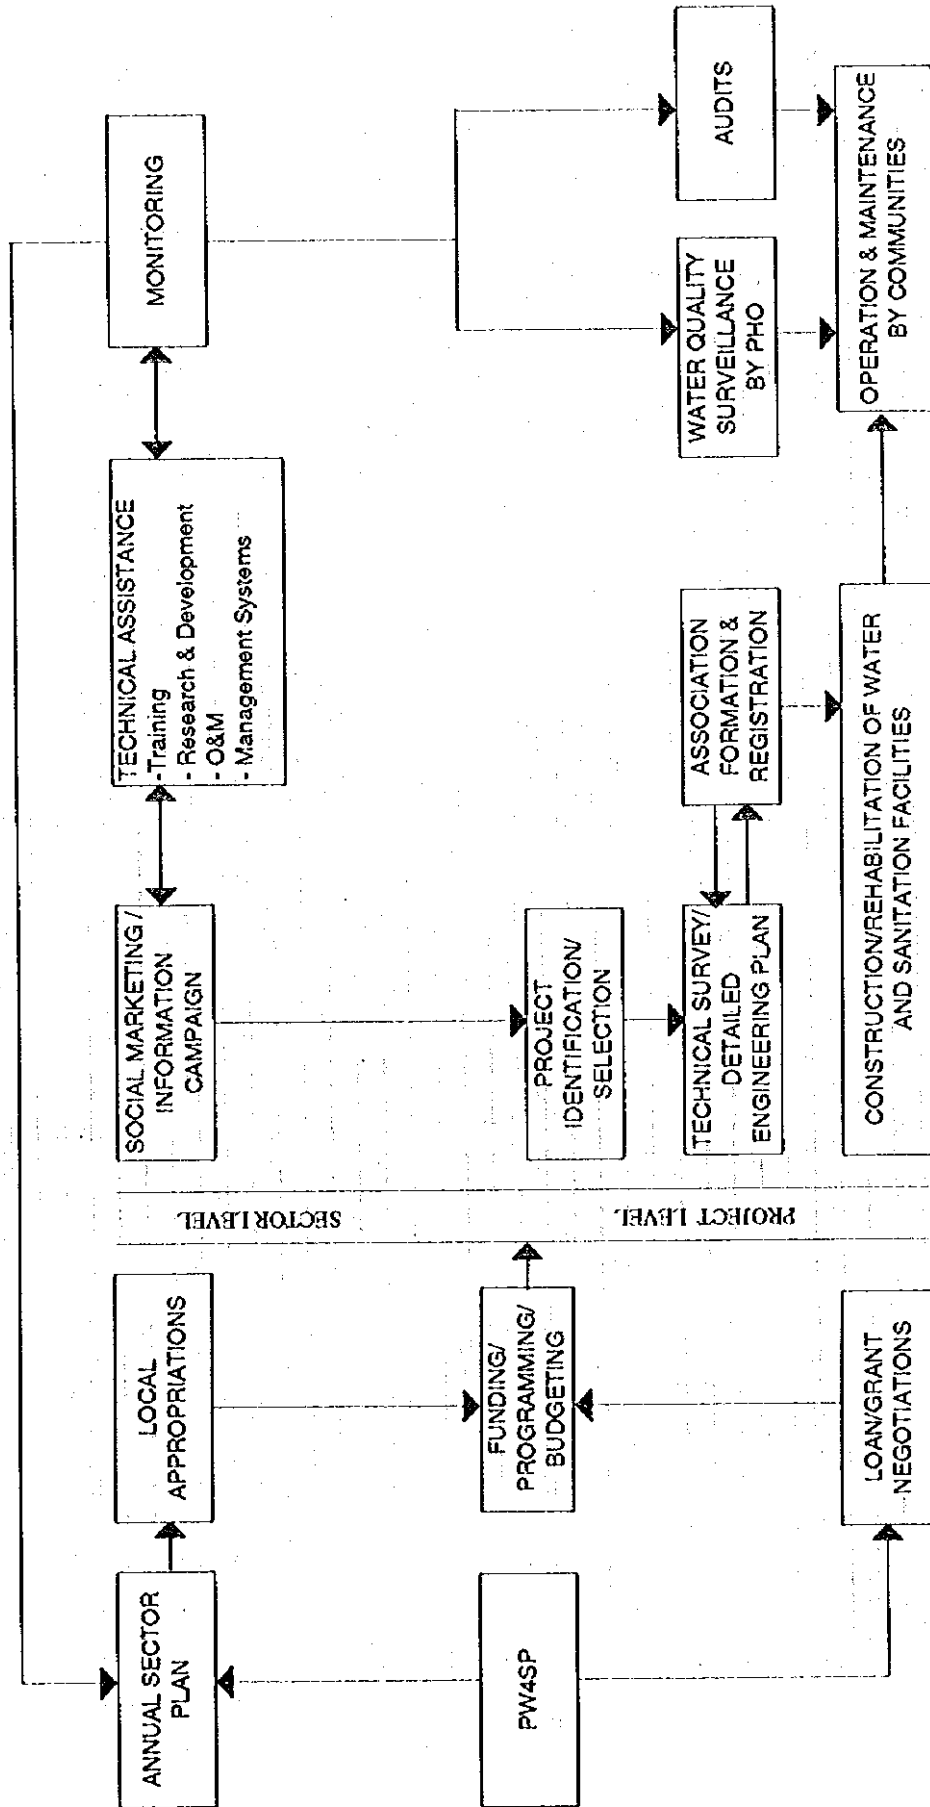 ANNUAL SECTOR
PLAN
LOCAL
APPROPRIATIONS
SOCIAL MARKETING /
INFORMATION
CAMPAIGN
TECHNICAL ASSISTANCE
- Training
- Research & Development
- O&M
- Management Systems
MONITORING
SECTOR LEVEL
PW4SP
FUNDING/
PROGRAMMING/
BUDGETING
PROJECT
IDENTIFICATION/
SELECTION
PROJECT LEVEL
TECHNICAL SURVEY/
DETAILED
ENGINEERING PLAN
ASSOCIATION
FORMATION &
REGISTRATION
WATER QUALITY
SURVEILLANCE
BY PHO
AUDITS
LOAN/GRANT
NEGOTIATIONS
CONSTRUCTION/REHABILITATION OF WATER
AND SANITATION FACILITIES
OPERATION & MAINTENANCE
BY COMMUNITIES